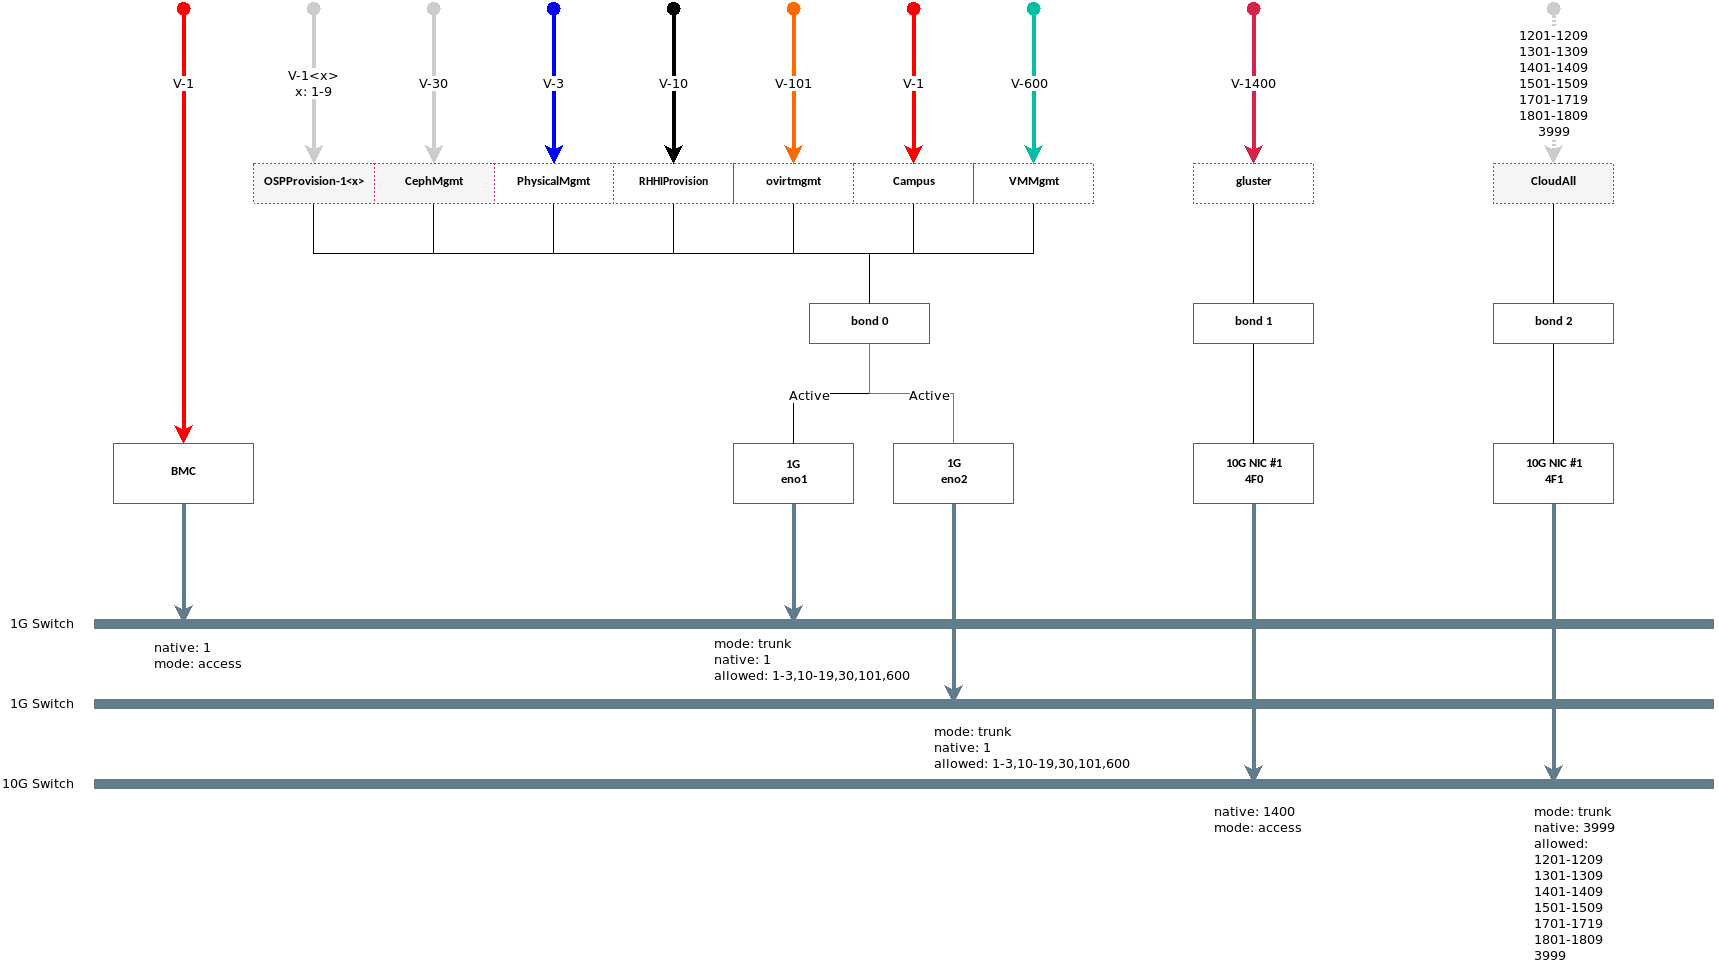 V-1
V-1<x>
x: 1-9
V-30
V-3
V-10
V-101
V-1
V-600
V-1400
1201-1209
1301-1309
1401-1409
1501-1509
1701-1719
1801-1809
3999
OSPProvision-1<x>
CephMgmt
PhysicalMgmt
RHHIProvision
ovirtmgmt
Campus
VMMgmt
gluster
CloudAll
bond 0
bond 1
bond 2
Active
Active
BMC
1G
eno1
1G
eno2
10G NIC #1
4F0
10G NIC #1
4F1
1G Switch
native: 1
mode: access
mode: trunk
native: 1
allowed: 1-3,10-19,30,101,600
1G Switch
mode: trunk
native: 1
allowed: 1-3,10-19,30,101,600
10G Switch
native: 1400
mode: access
mode: trunk
native: 3999
allowed:
1201-1209
1301-1309
1401-1409
1501-1509
1701-1719
1801-1809
3999